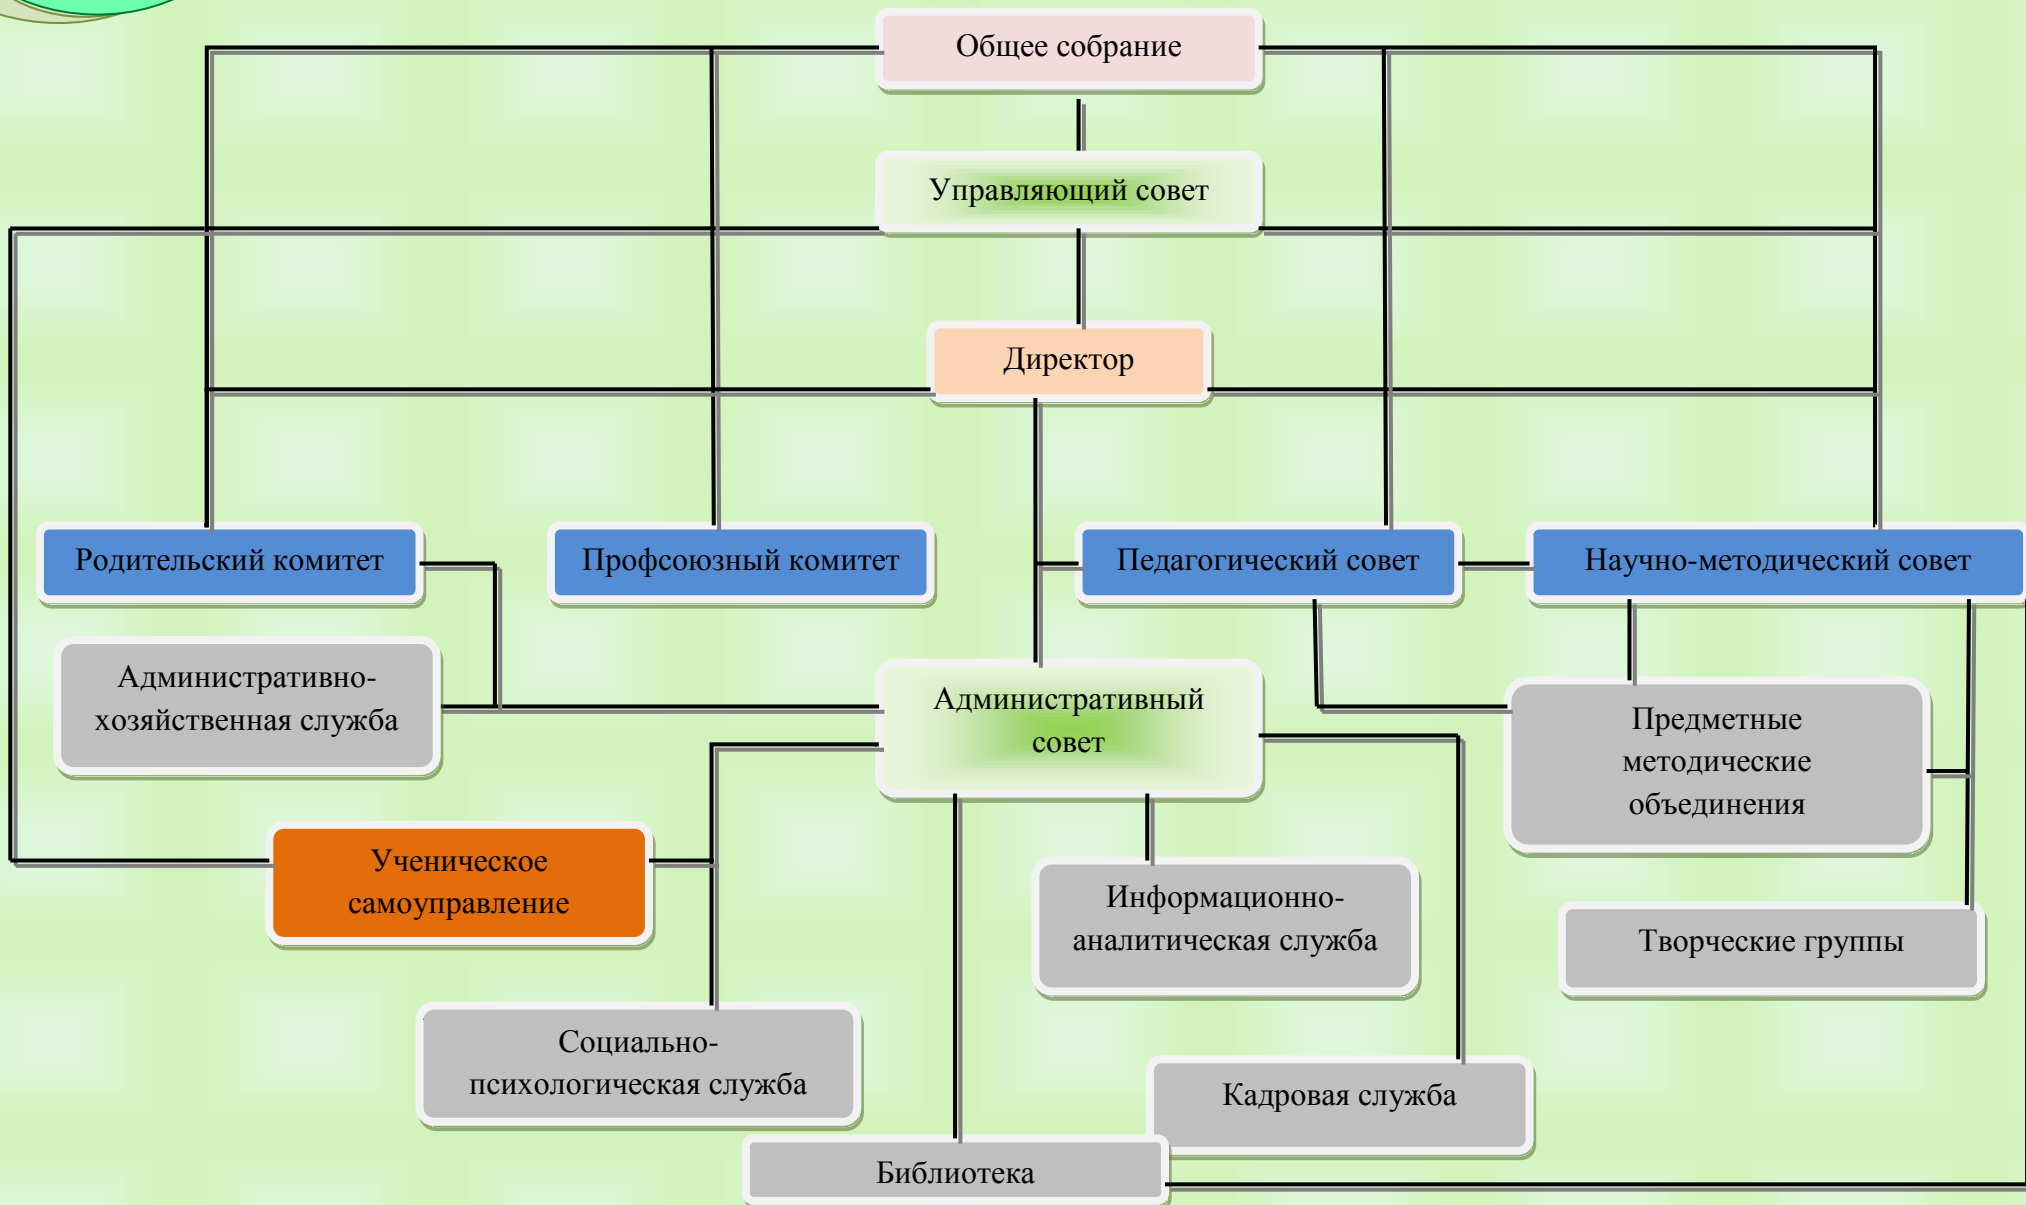 Общее собрание
Управляющий совет
Директор
Родительский комитет
Профсоюзный комитет
Педагогический совет
Научно-методический совет
Административно-
хозяйственная служба
Административный
совет
Предметные
методические
объединения
Ученическое
самоуправление
Информационно-
аналитическая служба
Творческие группы
Социально-
психологическая служба
Кадровая служба
Библиотека